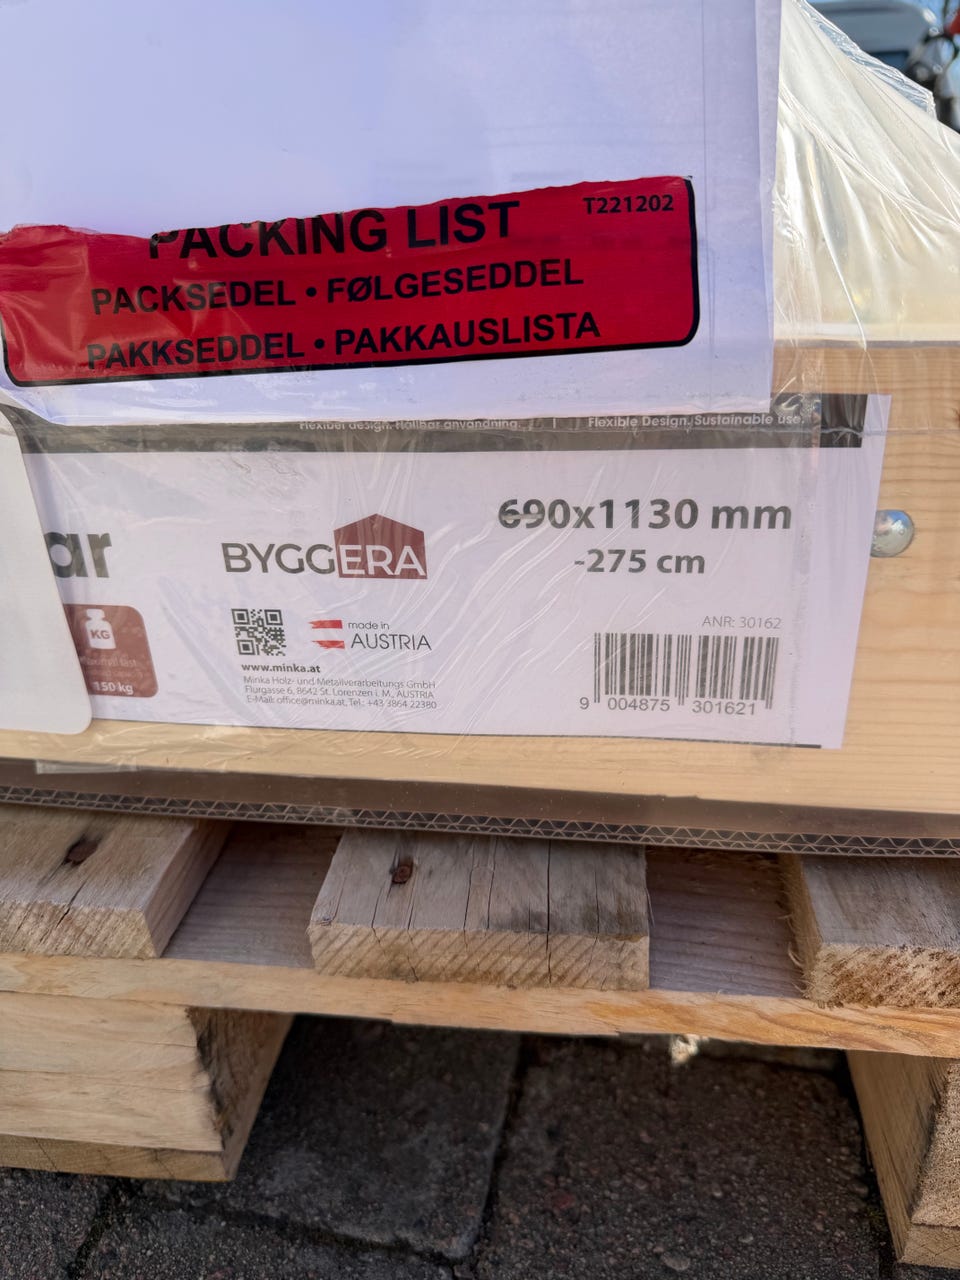 PACKING LIST
T221202
PACKSEDEL • FØLGESEDDEL
PAKKSEDDEL • PAKKAUSLISTA
Flexibel design. Hållbar användning. | Flexible Design. Sustainable use.
ar
BYGGERA
690x1130 mm
-275 cm
KG
150 kg
made in
AUSTRIA
www.minka.at
Minka Holz- und Metallverarbeitungs GmbH
Flurgasse 6, 8642 St. Lorenzen i. M., AUSTRIA
E-Mail: office@minka.at, Tel.: +43 3864 22380
ANR: 30162
9 004875 301621